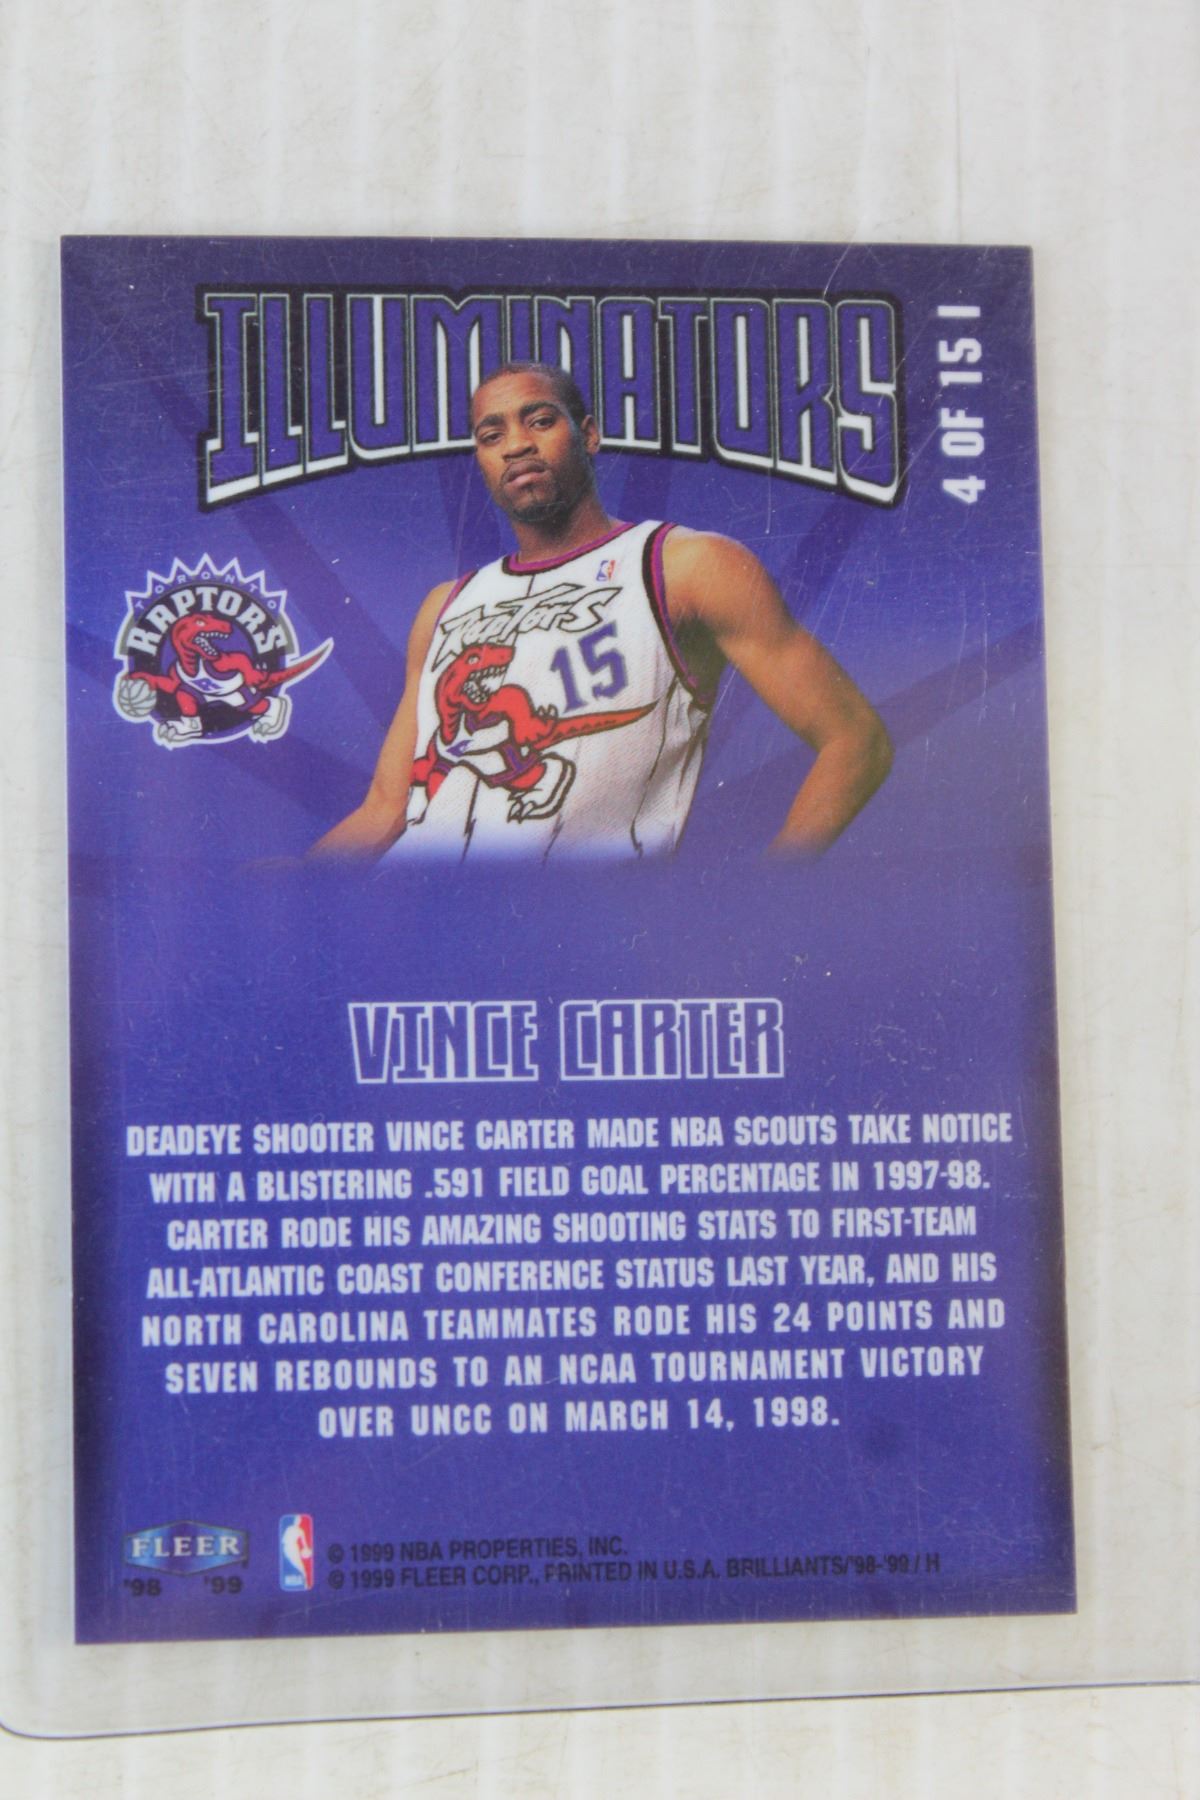 ILLUMINATORS
4 OF 15 I
TORONTO
RAPTORS
RAPTORS
15
VINCE CARTER
DEADEYE SHOOTER VINCE CARTER MADE NBA SCOUTS TAKE NOTICE
WITH A BLISTERING .591 FIELD GOAL PERCENTAGE IN 1997-98.
CARTER RODE HIS AMAZING SHOOTING STATS TO FIRST-TEAM
ALL-ATLANTIC COAST CONFERENCE STATUS LAST YEAR, AND HIS
NORTH CAROLINA TEAMMATES RODE HIS 24 POINTS AND
SEVEN REBOUNDS TO AN NCAA TOURNAMENT VICTORY
OVER UNCC ON MARCH 14, 1998.
FLEER
'98 '99
NBA
© 1999 NBA PROPERTIES, INC.
© 1999 FLEER CORP., PRINTED IN U.S.A. BRILLIANTS/'98-'99 / H